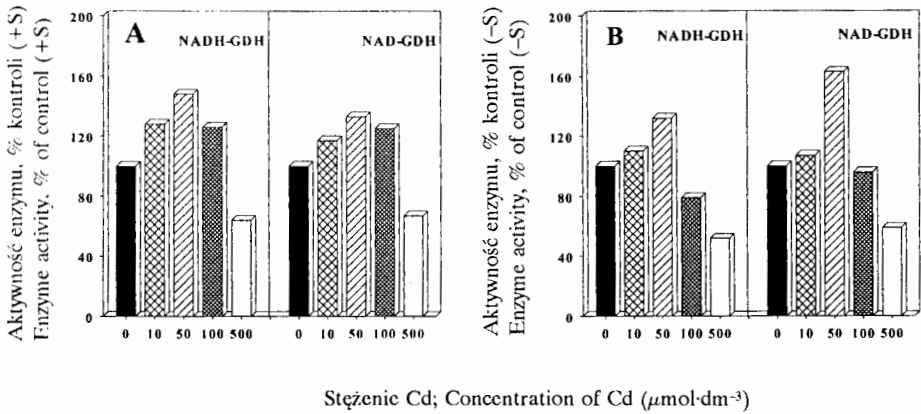 Aktywność enzymu, % kontroli (+S)
Enzyme activity, % of control (+S)
200
160
120
80
40
0
A
NADH-GDH
NAD-GDH
0 10 50 100 500
0 10 50 100 500
Aktywność enzymu, % kontroli (–S)
Enzyme activity, % of control (–S)
200
160
120
80
40
0
B
NADH-GDH
NAD-GDH
0 10 50 100 500
0 10 50 100 500
Stężenie Cd; Concentration of Cd (μmol·dm⁻³)